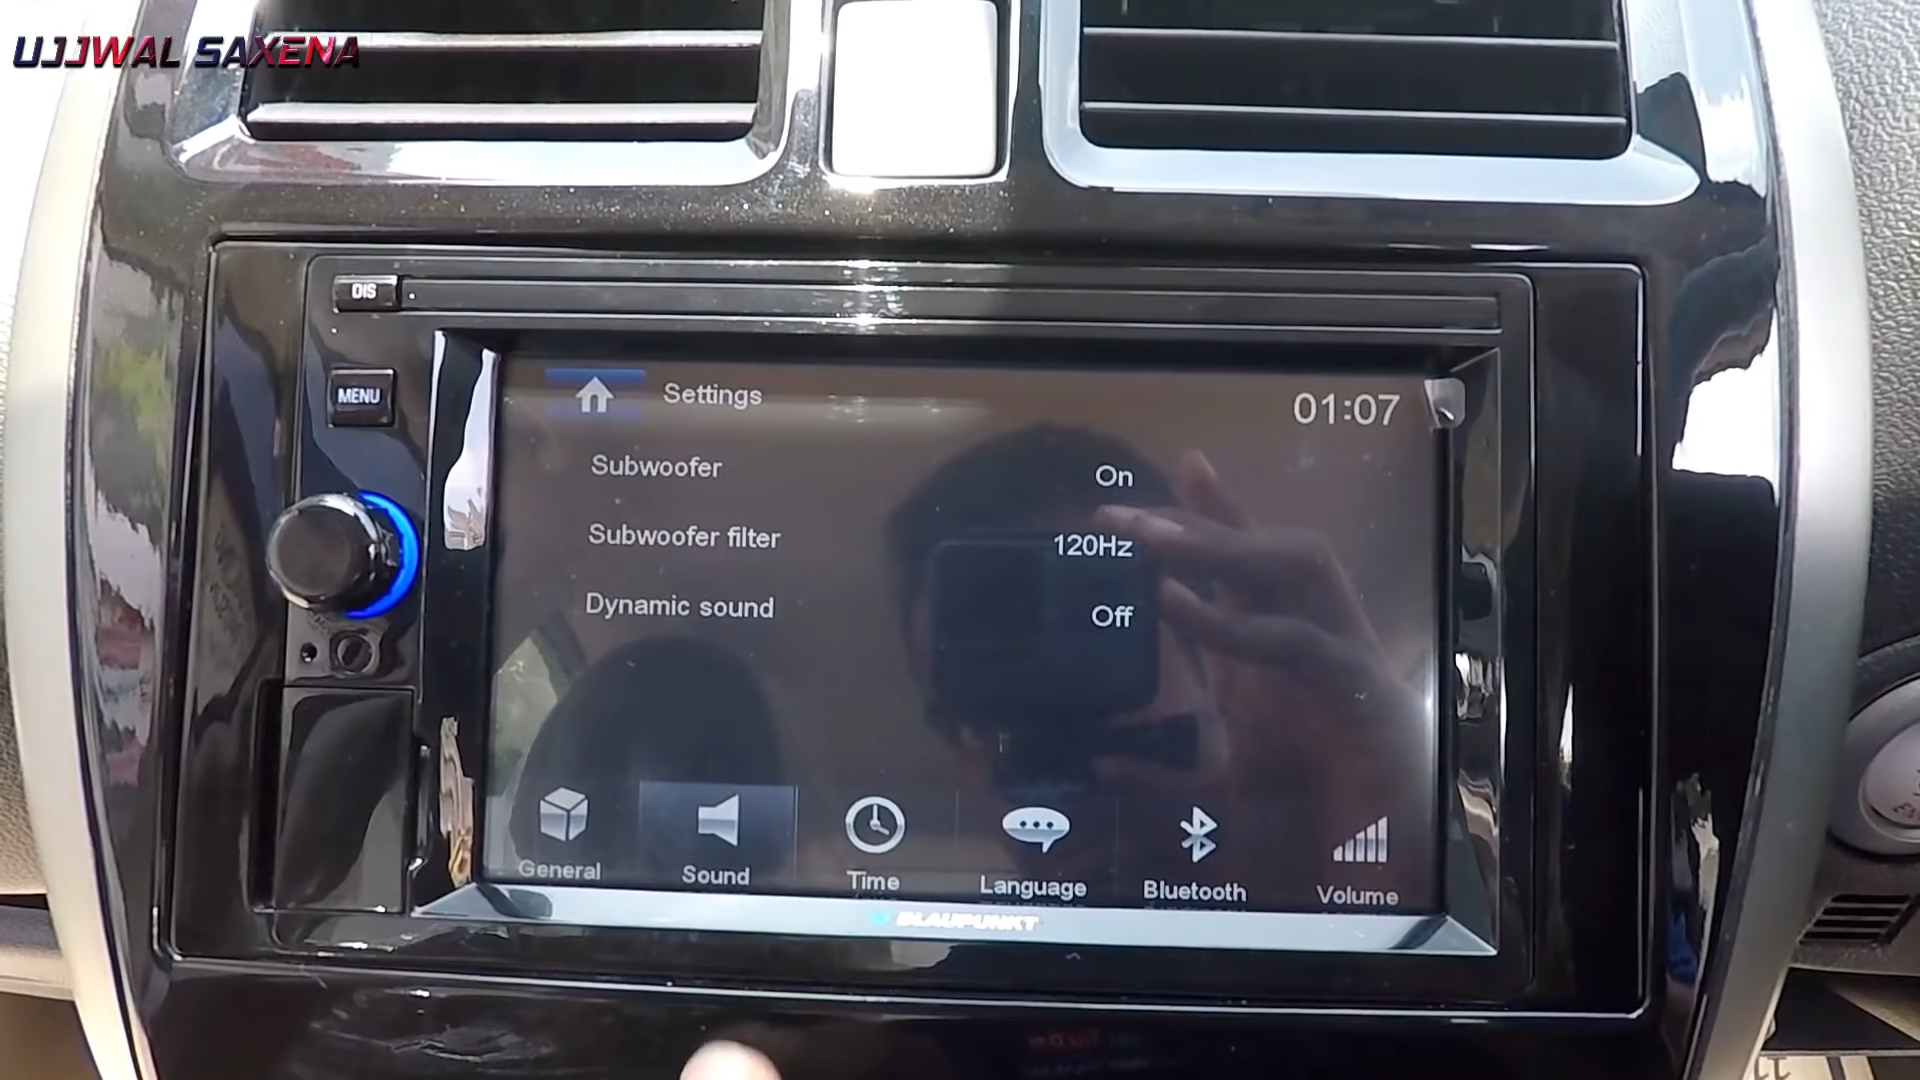 UJJWAL SAXENA
DIS
MENU
Settings
01:07
Subwoofer
On
Subwoofer filter
120Hz
Dynamic sound
Off
General
Sound
Time
Language
Bluetooth
Volume
BLAUPUNKT